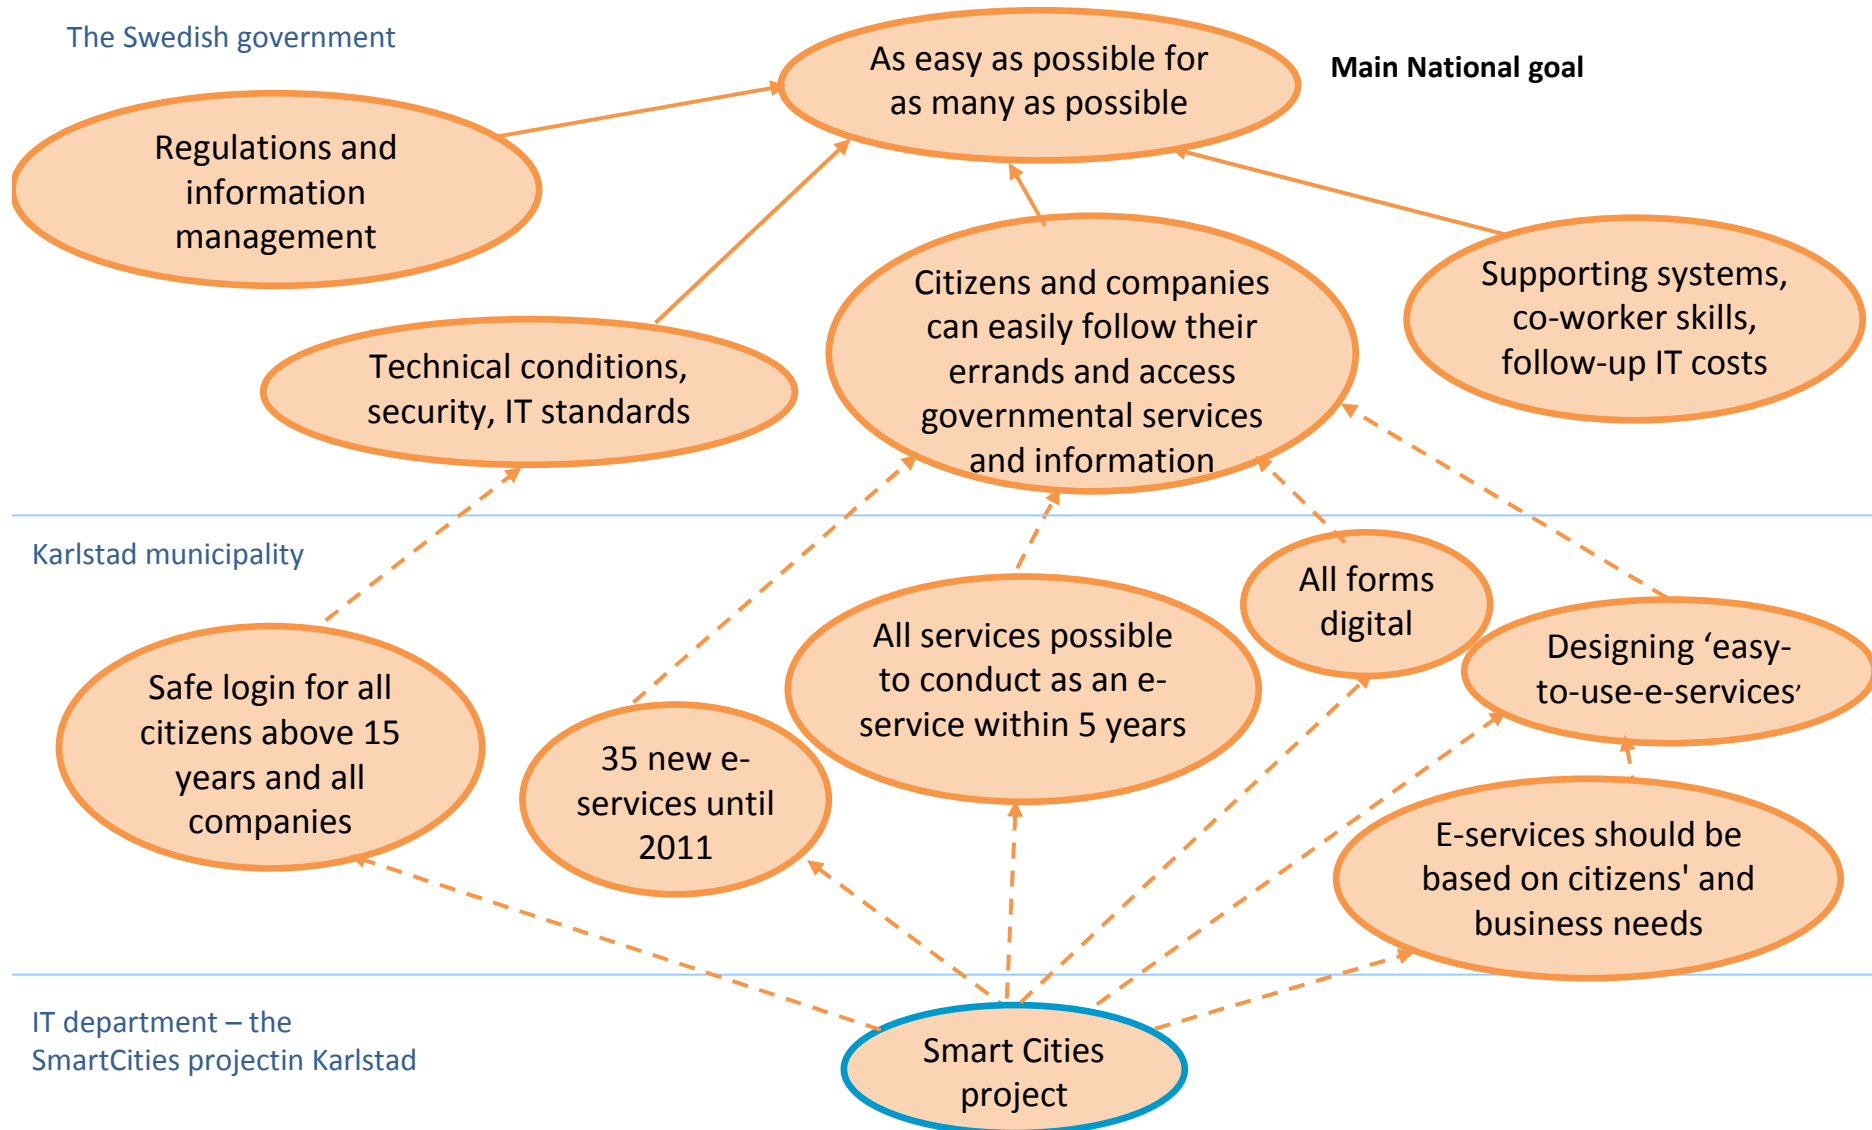 The Swedish government
As easy as possible for
as many as possible
Main National goal
Regulations and
information
management
Citizens and companies
can easily follow their
errands and access
governmental services
and information
Supporting systems,
co-worker skills,
follow-up IT costs
Technical conditions,
security, IT standards
Karlstad municipality
All forms
digital
All services possible
to conduct as an e-
service within 5 years
Designing ‘easy-
to-use-e-services’
Safe login for all
citizens above 15
years and all
companies
35 new e-
services until
2011
E-services should be
based on citizens' and
business needs
IT department – the
SmartCities projectin Karlstad
Smart Cities
project